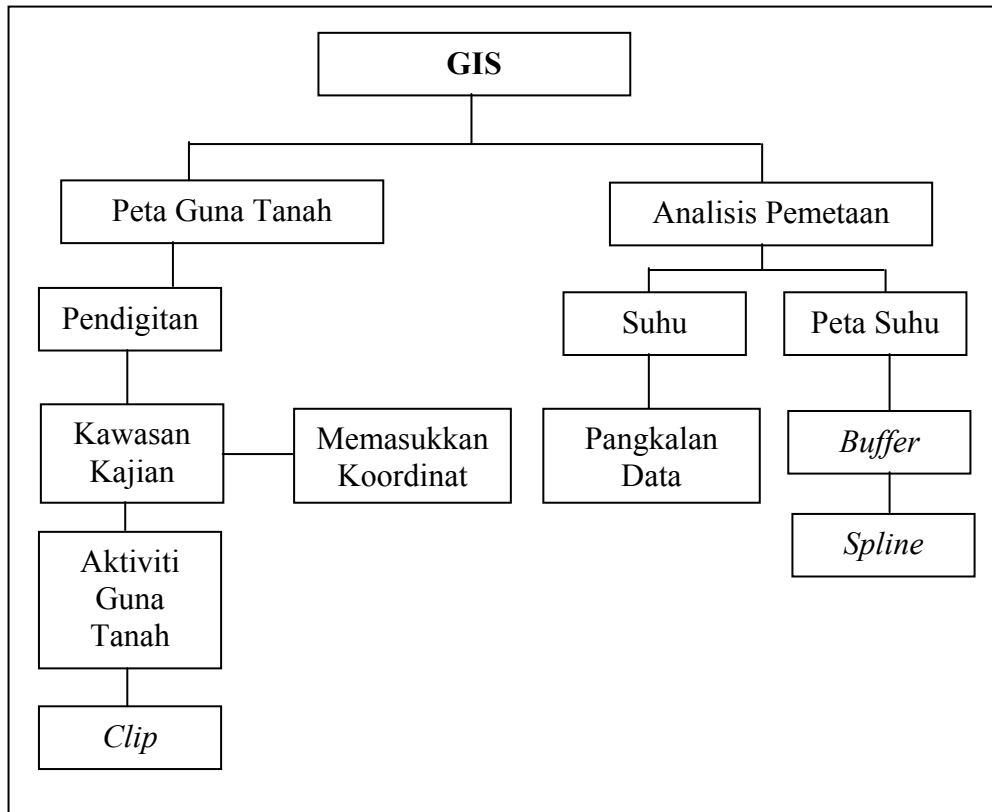 GIS
Peta Guna Tanah
Analisis Pemetaan
Pendigitan
Suhu
Peta Suhu
Kawasan
Kajian
Memasukkan
Koordinat
Pangkalan
Data
Buffer
Spline
Aktiviti
Guna
Tanah
Clip